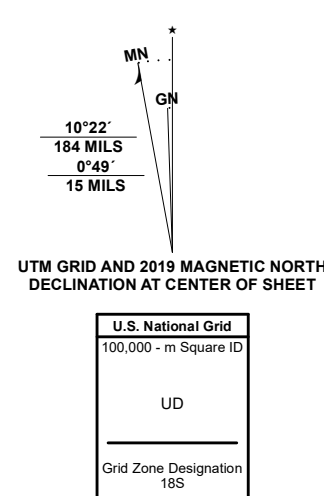 ★
MN
GN
10°22´
184 MILS
0°49´
15 MILS
UTM GRID AND 2019 MAGNETIC NORTH
DECLINATION AT CENTER OF SHEET
U.S. National Grid
100,000 - m Square ID
UD
Grid Zone Designation
18S